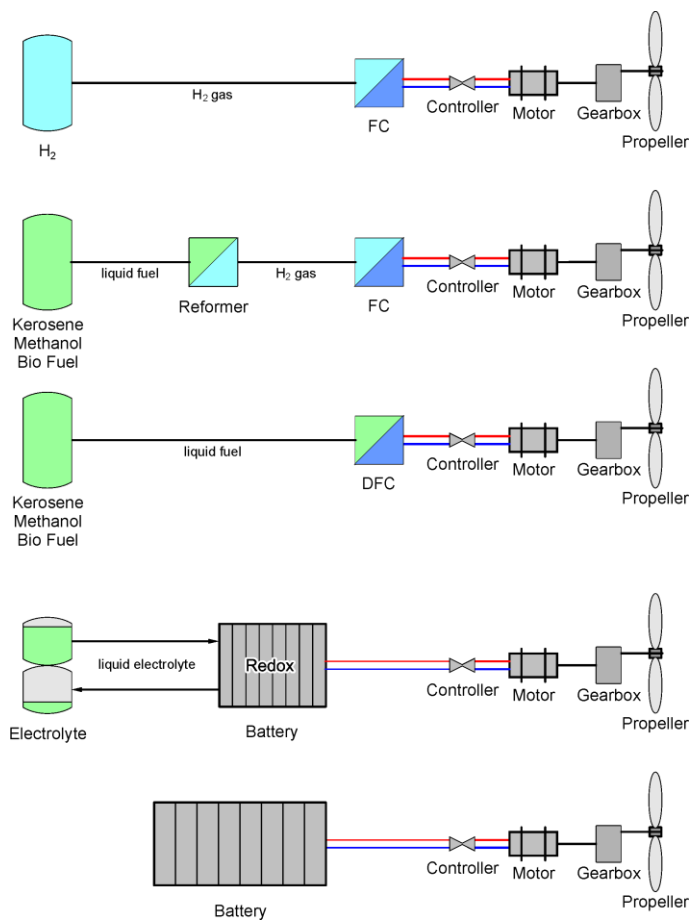 H₂ gas
H₂
FC
Controller
Motor
Gearbox
Propeller
liquid fuel
H₂ gas
Kerosene
Methanol
Bio Fuel
Reformer
FC
Controller
Motor
Gearbox
Propeller
liquid fuel
Kerosene
Methanol
Bio Fuel
DFC
Controller
Motor
Gearbox
Propeller
liquid electrolyte
Redox
Electrolyte
Battery
Controller
Motor
Gearbox
Propeller
Battery
Controller
Motor
Gearbox
Propeller